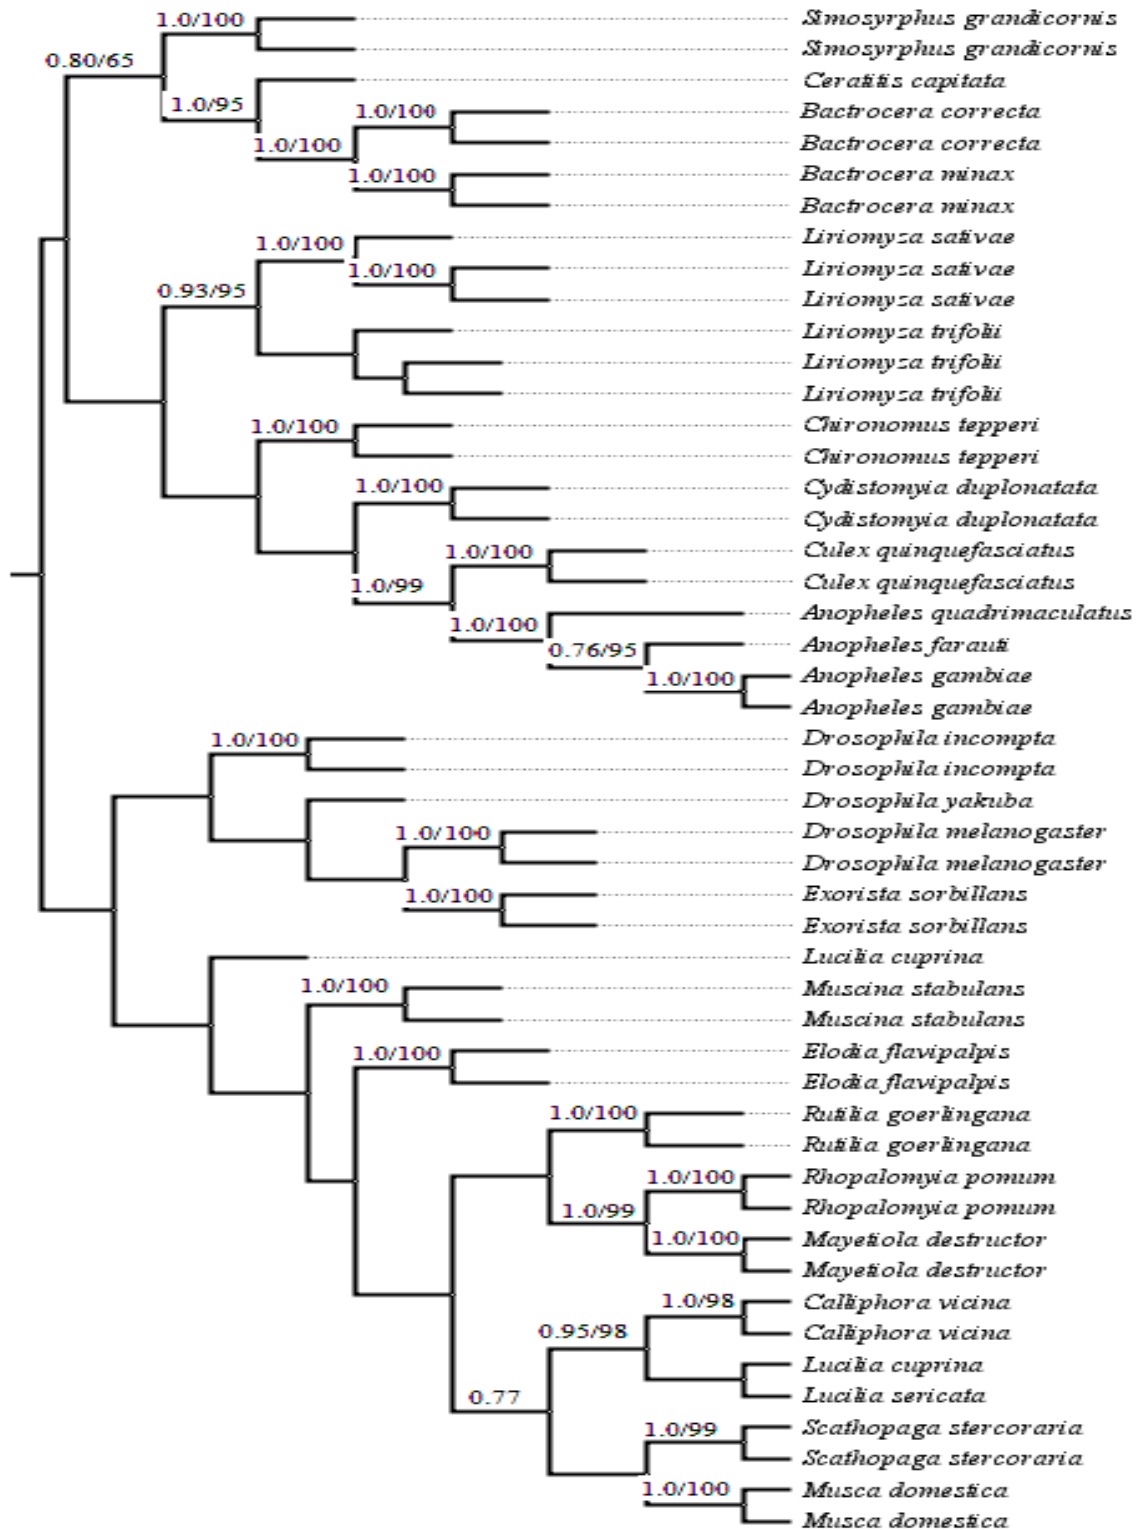 1.0/100
Simosyrphus grandicornis
Simosyrphus grandicornis
0.80/65
Ceratitis capitata
1.0/95
1.0/100
Bactrocera correcta
Bactrocera correcta
1.0/100
1.0/100
Bactrocera minax
Bactrocera minax
1.0/100
Liriomyza sativae
1.0/100
Liriomyza sativae
0.93/95
Liriomyza sativae
Liriomyza trifolii
Liriomyza trifolii
Liriomyza trifolii
1.0/100
Chironomus tepperi
Chironomus tepperi
1.0/100
Cydistomyia duplonatata
Cydistomyia duplonatata
1.0/100
Culex quinquefasciatus
1.0/99
Culex quinquefasciatus
Anopheles quadrimaculatus
1.0/100
0.76/95
Anopheles farauti
1.0/100
Anopheles gambiae
Anopheles gambiae
1.0/100
Drosophila incompta
Drosophila incompta
Drosophila yakuba
1.0/100
Drosophila melanogaster
Drosophila melanogaster
1.0/100
Exorista sorbillans
Exorista sorbillans
Lucilia cuprina
1.0/100
Muscina stabulans
Muscina stabulans
1.0/100
Elodia flavipalpis
Elodia flavipalpis
1.0/100
Rutilia goerlingana
Rutilia goerlingana
1.0/100
Rhopalomyia pomum
1.0/99
Rhopalomyia pomum
1.0/100
Mayetiola destructor
Mayetiola destructor
1.0/98
Calliphora vicina
0.95/98
Calliphora vicina
Lucilia cuprina
0.77
Lucilia sericata
1.0/99
Scathopaga stercoraria
Scathopaga stercoraria
1.0/100
Musca domestica
Musca domestica